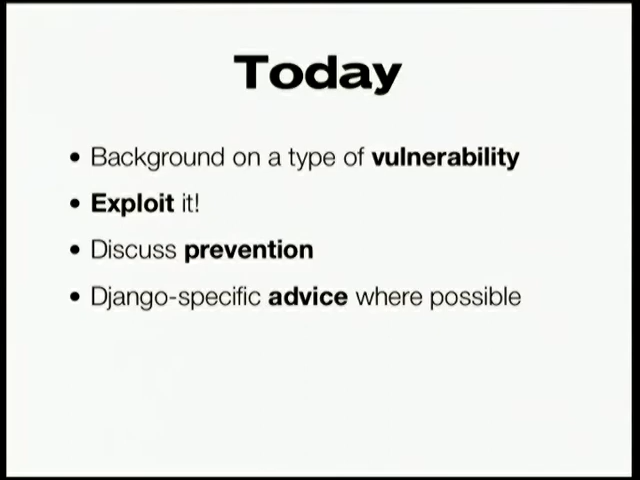 Today
• Background on a type of vulnerability
• Exploit it!
• Discuss prevention
• Django-specific advice where possible